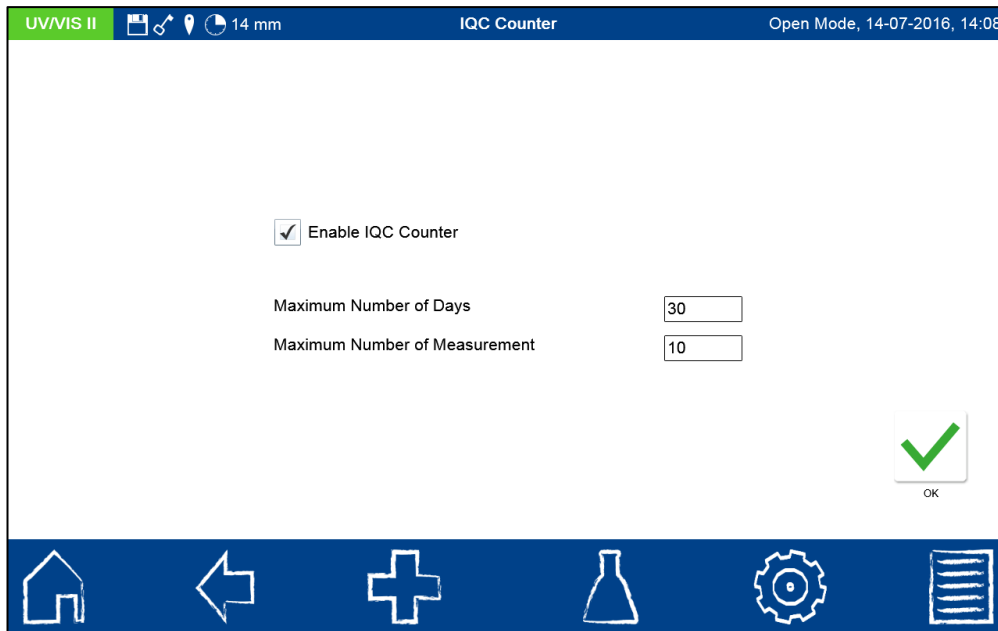 UV/VIS II 14 mm IQC Counter Open Mode, 14-07-2016, 14:08
Enable IQC Counter
Maximum Number of Days 30
Maximum Number of Measurement 10
OK